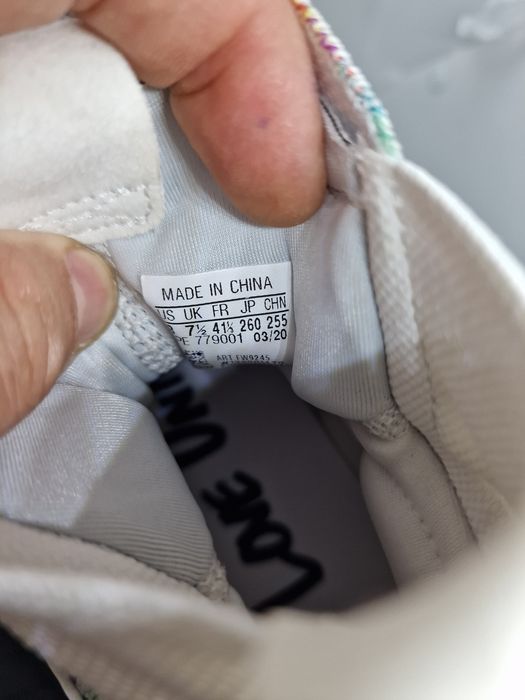 MADE IN CHINA
US UK FR JP CHN
7½ 41⅓ 260 255
PE 779001 03/20
ART FW9245
LOVE UNI